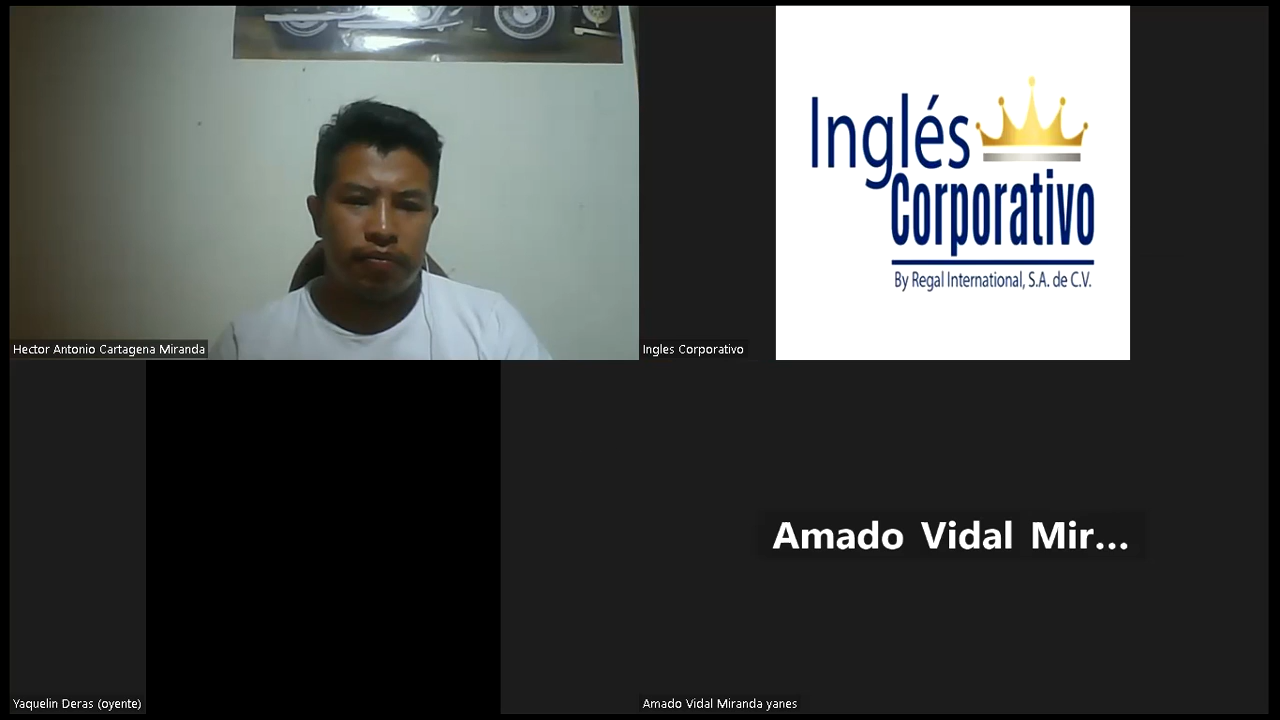 Inglés
Corporativo
By Regal International, S.A. de C.V.
Hector Antonio Cartagena Miranda
Ingles Corporativo
Amado Vidal Mir...
Yaquelin Deras (oyente)
Amado Vidal Miranda yanes